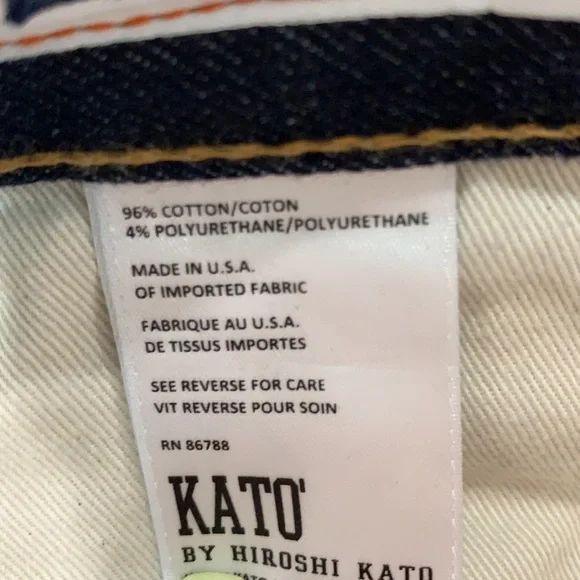 96% COTTON/COTON
4% POLYURETHANE/POLYURETHANE
MADE IN U.S.A.
OF IMPORTED FABRIC
FABRIQUE AU U.S.A.
DE TISSUS IMPORTES
SEE REVERSE FOR CARE
VIT REVERSE POUR SOIN
RN 86788
KATO'
BY HIROSHI KATO
KATO